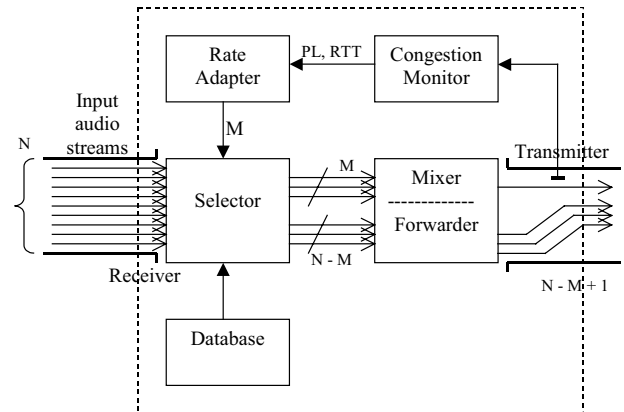 Rate
Adapter
PL, RTT
Congestion
Monitor
Input
audio
streams
N
M
Transmitter
Selector
M
Mixer
------------
Forwarder
N - M
Receiver
N - M + 1
Database